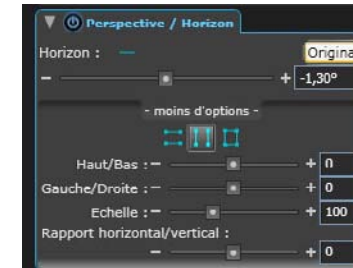 Perspective / Horizon
Horizon : Origina
- + -1,30°
- moins d'options -
Haut/Bas : - + 0
Gauche/Droite : - + 0
Echelle : - + 100
Rapport horizontal/vertical :
- + 0